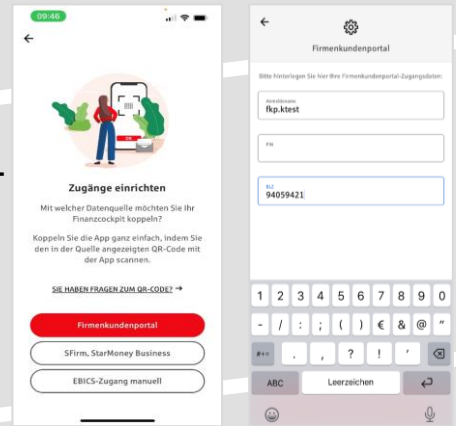 09:46
Zugänge einrichten
Mit welcher Datenquelle möchten Sie Ihr
Finanzcockpit koppeln?
Koppeln Sie die App ganz einfach, indem Sie
den in der Quelle angezeigten QR-Code mit
der App scannen.
SIE HABEN FRAGEN ZUM QR-CODE? →
Firmenkundenportal
SFirm, StarMoney Business
EBICS-Zugang manuell
Firmenkundenportal
Bitte hinterlegen Sie hier Ihre Firmenkundenportal-Zugangsdaten:
Anmeldename
fkp.ktest
PIN
BLZ
94059421
1 2 3 4 5 6 7 8 9 0
- / : ; ( ) € & @ "
#+= . , ? ! '
ABC Leerzeichen